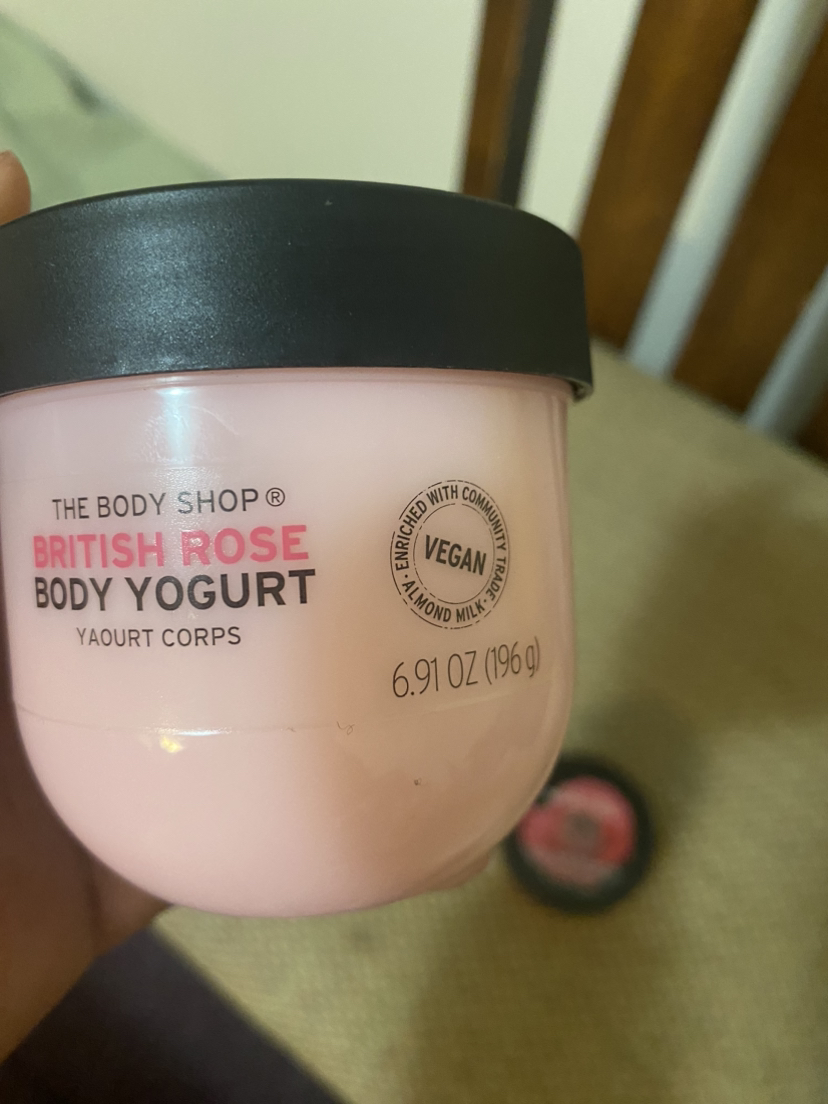 THE BODY SHOP®
BRITISH ROSE
BODY YOGURT
YAOURT CORPS
ENRICHED WITH COMMUNITY TRADE
· ALMOND MILK ·
VEGAN
6.91 OZ (196 g)